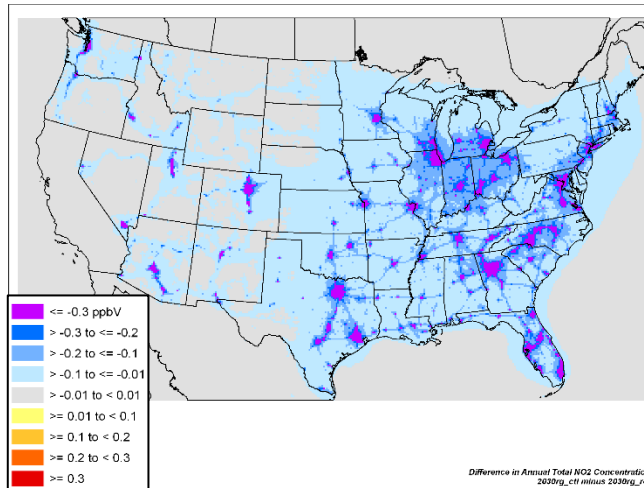 <= -0.3 ppbV
> -0.3 to <= -0.2
> -0.2 to <= -0.1
> -0.1 to <= -0.01
> -0.01 to < 0.01
>= 0.01 to < 0.1
>= 0.1 to < 0.2
>= 0.2 to < 0.3
>= 0.3
Difference in Annual Total NO2 Concentratio
2030rg_ctl minus 2030rg_